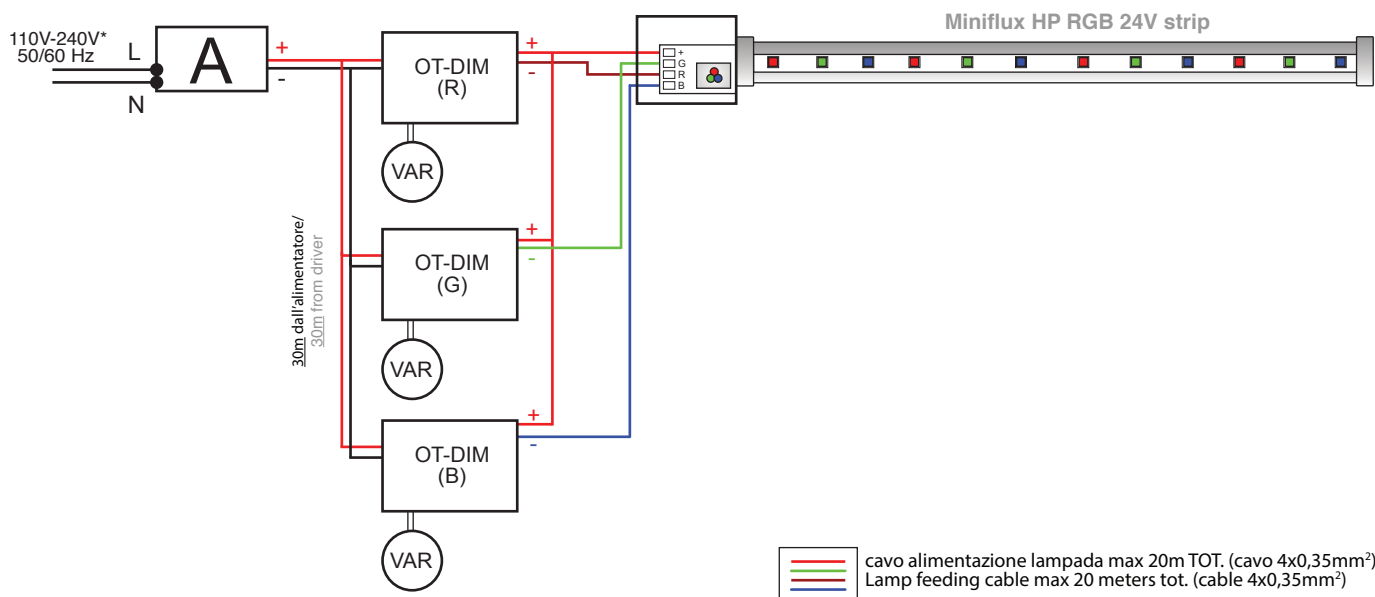 Miniflux HP RGB 24V strip
110V-240V*
50/60 Hz
L
N
A
+
-
OT-DIM
(R)
+
-
VAR
+
G
R
B
30m dall'alimentatore/
30m from driver
OT-DIM
(G)
+
-
VAR
OT-DIM
(B)
+
-
VAR
cavo alimentazione lampada max 20m TOT. (cavo 4x0,35mm²)
Lamp feeding cable max 20 meters tot. (cable 4x0,35mm²)